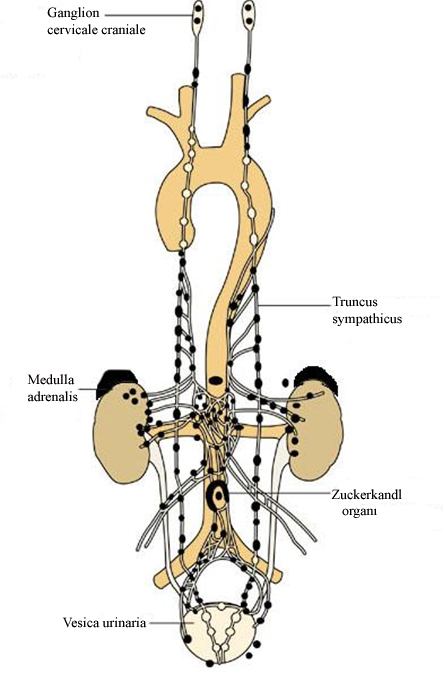 Ganglion
cervicale craniale
Truncus
sympathicus
Medulla
adrenalis
Zuckerkandl
organı
Vesica urinaria